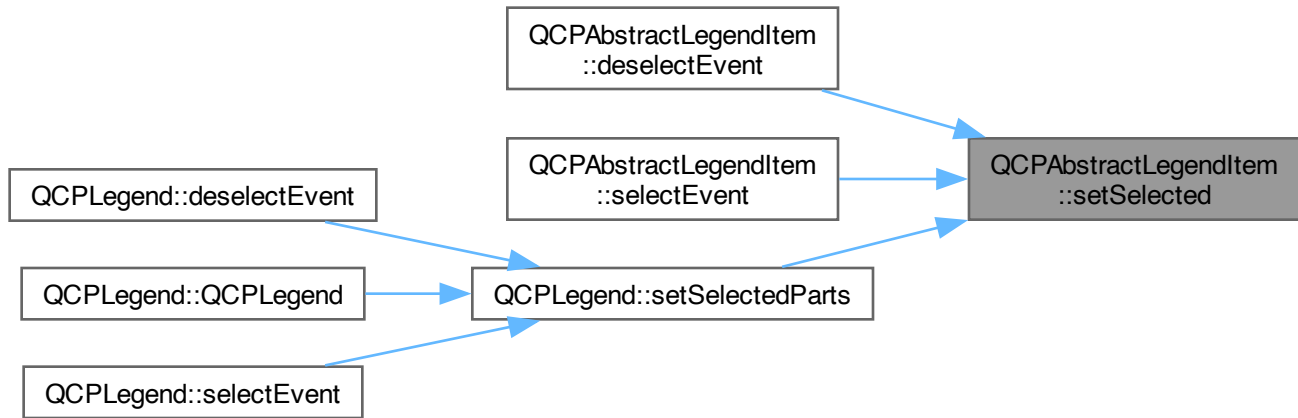 QCPAbstractLegendItem
::deselectEvent
QCPAbstractLegendItem
::selectEvent
QCPAbstractLegendItem
::setSelected
QCPLegend::deselectEvent
QCPLegend::QCPLegend
QCPLegend::setSelectedParts
QCPLegend::selectEvent